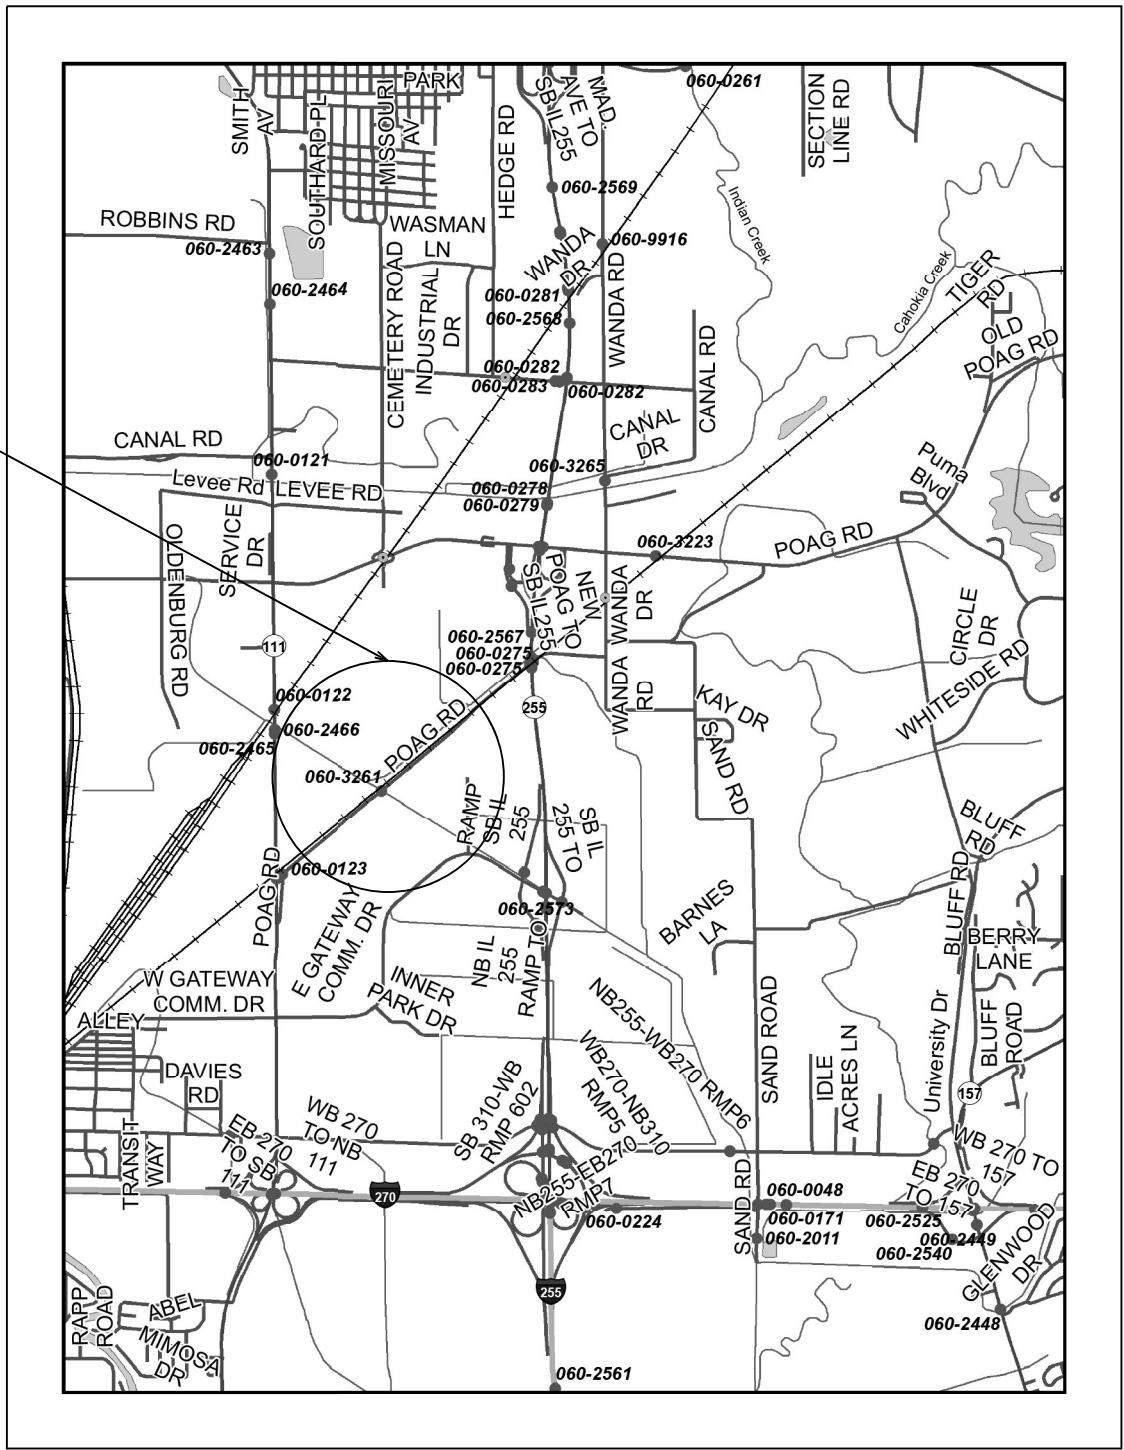 PARK
060-0261
SMITH
AV
SOUTHARD PL
MISSOURI
AV
HEDGE RD
SB IL255
AVE TO
MAD.
SECTION
LINE RD
060-2569
ROBBINS RD
060-2463
WASMAN
LN
WANDA
DR
060-9916
Indian Creek
Cahokia Creek
TIGER
RD
060-2464
CEMETERY ROAD
INDUSTRIAL
DR
060-0281
060-2568
WANDA RD
CANAL RD
OLD
POAG RD
060-0282
060-0283
060-0282
CANAL RD
060-0121
CANAL
DR
060-3265
060-0278
060-0279
Levee Rd
LEVEE RD
Puma
Blvd
OLDENBURG RD
SERVICE
DR
060-3223
POAG RD
POAG TO
SB IL255
NEW
WANDA
DR
CIRCLE
DR
111
060-2567
060-0275
060-0275
WANDA
RD
WHITESIDE RD
060-0122
060-2466
060-2465
255
KAY DR
SAND RD
POAG RD
060-3261
RAMP
SB IL
255
SB IL
255 TO
BLUFF
RD
060-0123
POAG RD
E GATEWAY
COMM. DR
060-2573
BARNES
LA
BLUFF RD
BERRY
LANE
NB IL
255
RAMP TO
W GATEWAY
COMM. DR
INNER
PARK DR
ALLEY
NB255-WB270 RMP6
SAND ROAD
University Dr
BLUFF
ROAD
IDLE
ACRES LN
DAVIES
RD
157
WB 270
TO NB
111
EB 270
TO SB
111
SB 310-WB
RMP 602
WB270-NB310
RMP5
TRANSIT
WAY
WB 270 TO
157
EB 270
TO 157
270
NB255-EB270
RMP7
060-0224
SAND RD
060-0048
060-0171
060-2011
060-2525
060-2449
060-2540
GLENWOOD
DR
255
RAPP
ROAD
ABEL
MIMOSA
DR
060-2448
060-2561